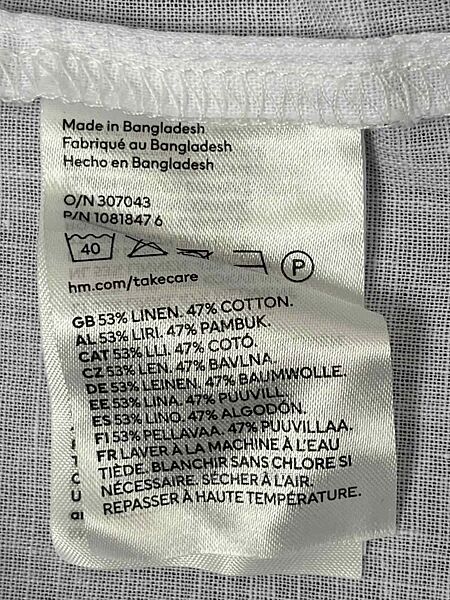 Made in Bangladesh
Fabriqué au Bangladesh
Hecho en Bangladesh
O/N 307043
P/N 1081847 6
40
P
hm.com/takecare
GB 53% LINEN. 47% COTTON.
AL 53% LIRI. 47% PAMBUK.
CAT 53% LLI. 47% COTÓ.
CZ 53% LEN. 47% BAVLNA.
DE 53% LEINEN. 47% BAUMWOLLE.
EE 53% LINA. 47% PUUVILL.
ES 53% LINO. 47% ALGODÓN.
FI 53% PELLAVAA. 47% PUUVILLAA.
FR LAVER À LA MACHINE À L'EAU
TIÈDE. BLANCHIR SANS CHLORE SI
NÉCESSAIRE. SÉCHER À L'AIR.
REPASSER À HAUTE TEMPÉRATURE.